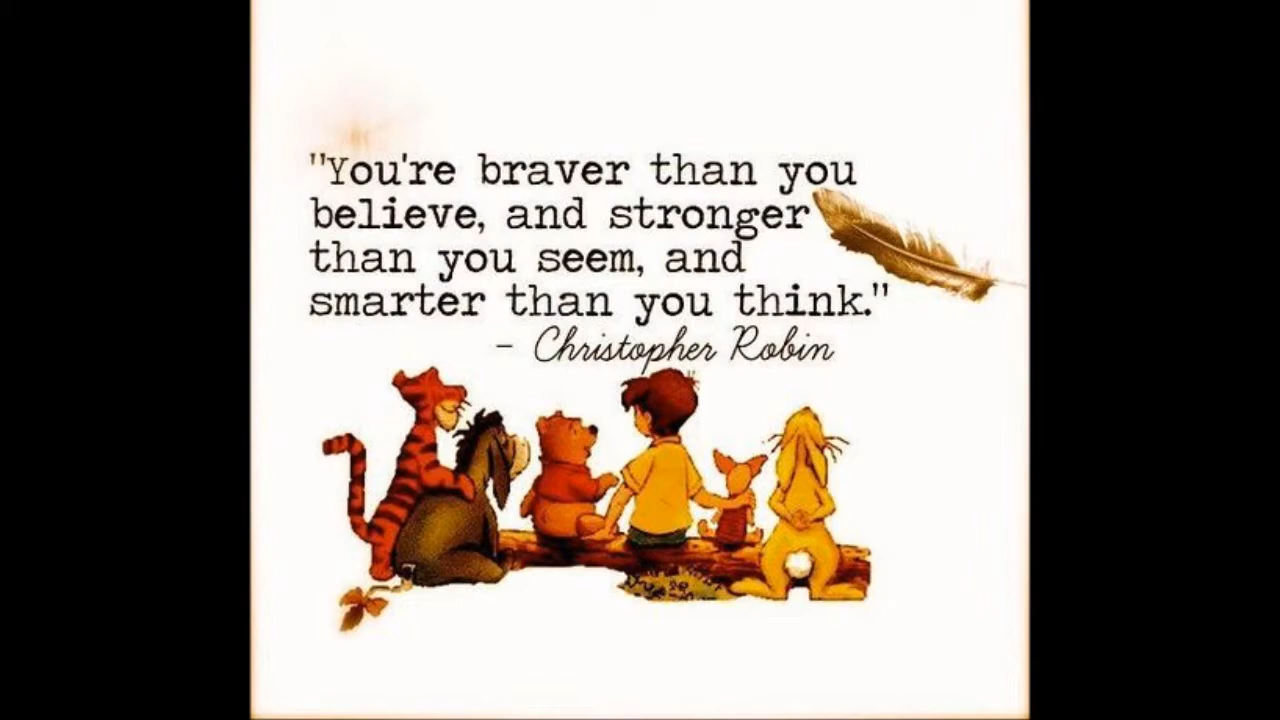 "You're braver than you
believe, and stronger
than you seem, and
smarter than you think."
- Christopher Robin